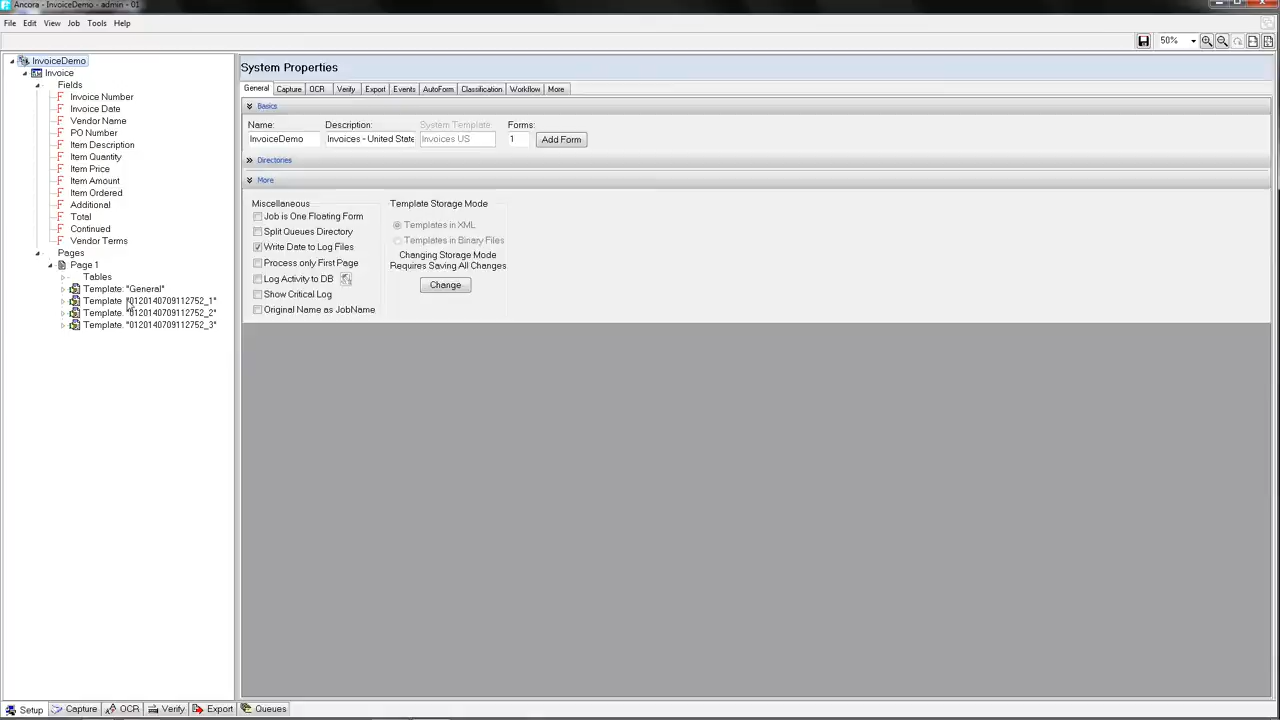 Ancora - InvoiceDemo - admin - 01
File Edit View Job Tools Help
50%
InvoiceDemo
Invoice
Fields
F Invoice Number
F Invoice Date
F Vendor Name
F PO Number
F Item Description
F Item Quantity
F Item Price
F Item Amount
F Item Ordered
F Additional
F Total
F Continued
F Vendor Terms
Pages
Page 1
Tables
Template: "General"
Template: "0120140709112752_1"
Template: "0120140709112752_2"
Template: "0120140709112752_3"
System Properties
General Capture OCR Verify Export Events AutoForm Classification Workflow More
Basics
Name: Description: System Template: Forms:
InvoiceDemo Invoices - United State Invoices US 1 Add Form
Directories
More
Miscellaneous
Job is One Floating Form
Split Queues Directory
Write Date to Log Files
Process only First Page
Log Activity to DB
Show Critical Log
Original Name as JobName
Template Storage Mode
Templates in XML
Templates in Binary Files
Changing Storage Mode
Requires Saving All Changes
Change
Setup Capture OCR Verify Export Queues